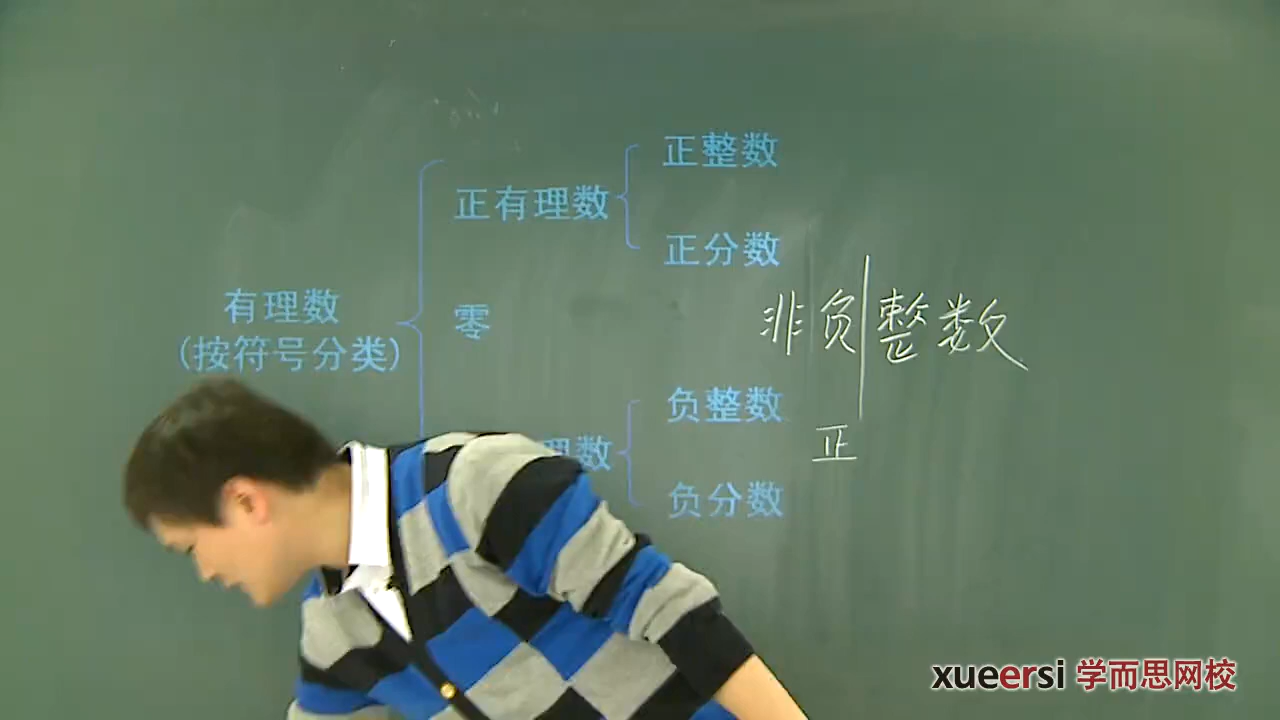 正整数
正有理数
正分数
有理数
(按符号分类)
零
非负整数
负整数
正
理数
负分数
xueersi 学而思网校